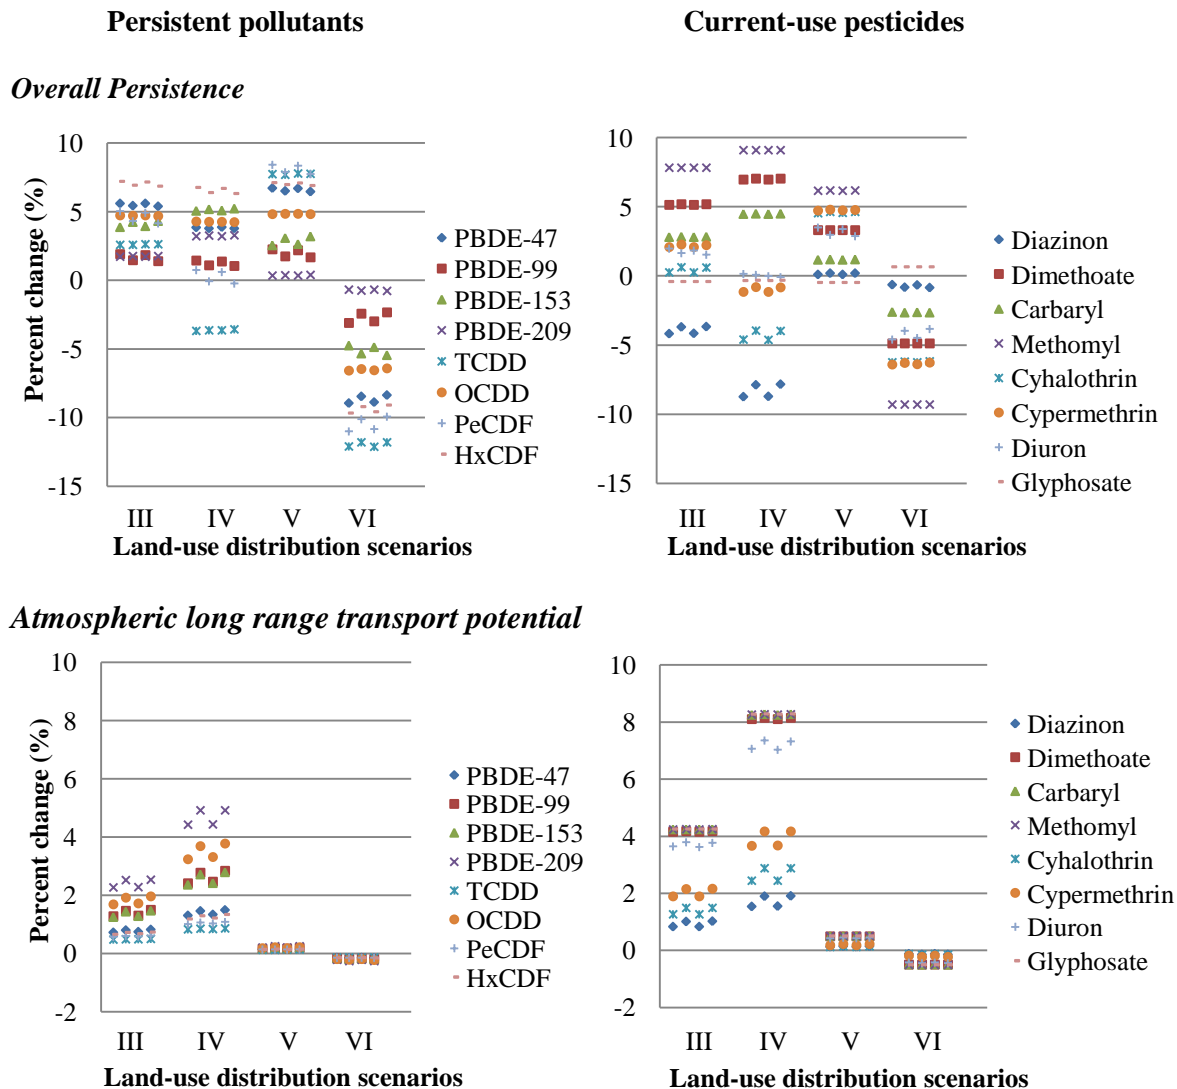 Persistent pollutants
Current-use pesticides
Overall Persistence
Percent change (%)
10
5
0
-5
-10
-15
III IV V VI
Land-use distribution scenarios
PBDE-47
PBDE-99
PBDE-153
PBDE-209
TCDD
OCDD
PeCDF
HxCDF
10
5
0
-5
-10
-15
III IV V VI
Land-use distribution scenarios
Diazinon
Dimethoate
Carbaryl
Methomyl
Cyhalothrin
Cypermethrin
Diuron
Glyphosate
Atmospheric long range transport potential
Percent change (%)
10
8
6
4
2
0
-2
III IV V VI
Land-use distribution scenarios
PBDE-47
PBDE-99
PBDE-153
PBDE-209
TCDD
OCDD
PeCDF
HxCDF
10
8
6
4
2
0
-2
III IV V VI
Land-use distribution scenarios
Diazinon
Dimethoate
Carbaryl
Methomyl
Cyhalothrin
Cypermethrin
Diuron
Glyphosate